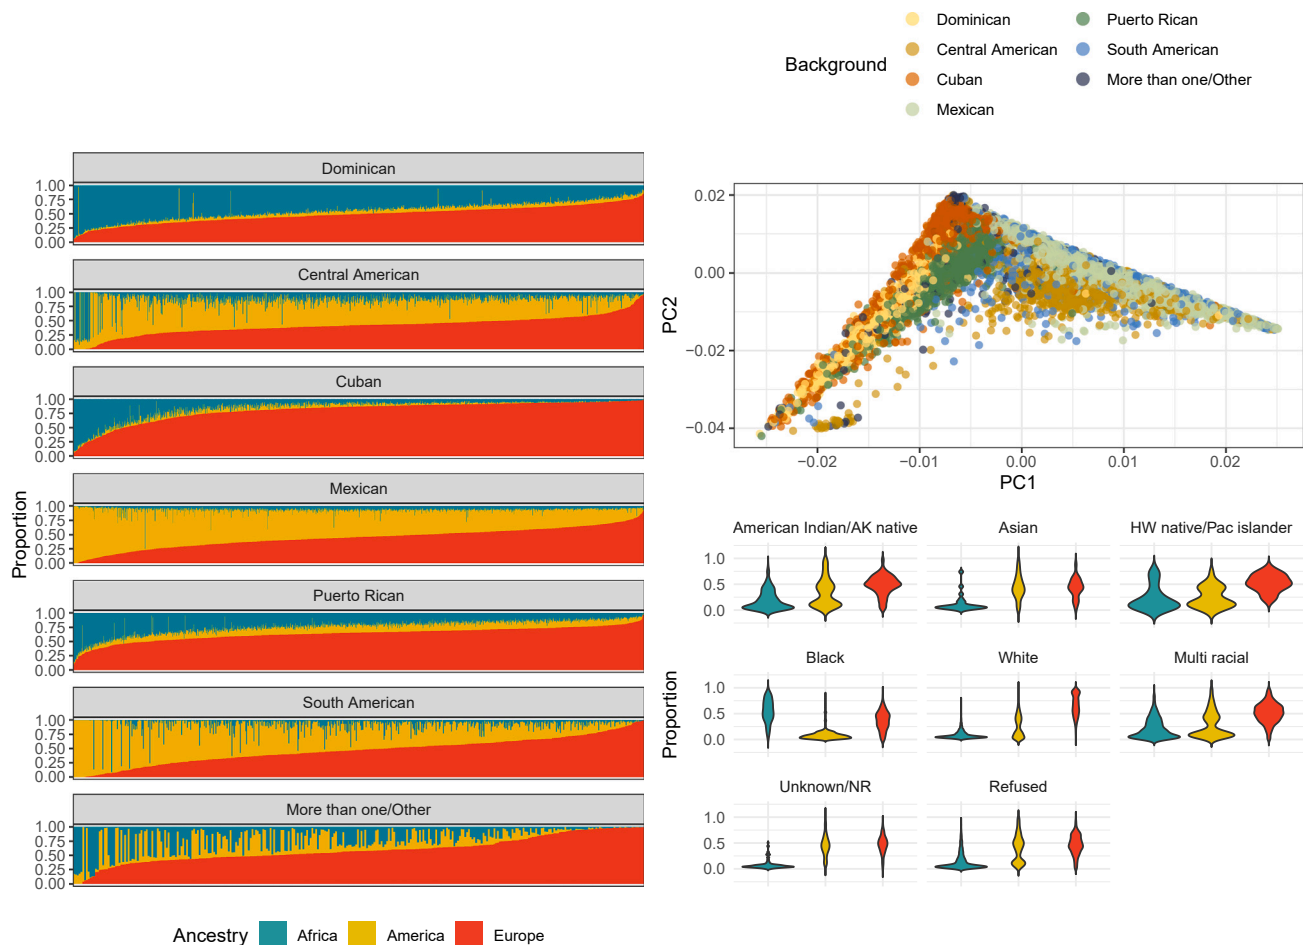 Background
Dominican
Central American
Cuban
Mexican
Puerto Rican
South American
More than one/Other
Proportion
Dominican
1.00
0.75
0.50
0.25
0.00
Central American
1.00
0.75
0.50
0.25
0.00
Cuban
1.00
0.75
0.50
0.25
0.00
Mexican
1.00
0.75
0.50
0.25
0.00
Puerto Rican
1.00
0.75
0.50
0.25
0.00
South American
1.00
0.75
0.50
0.25
0.00
More than one/Other
1.00
0.75
0.50
0.25
0.00
Ancestry Africa America Europe
PC2
0.02
0.00
−0.02
−0.04
−0.02 −0.01 0.00 0.01 0.02
PC1
Proportion
American Indian/AK native Asian HW native/Pac islander
1.0
0.5
0.0
Black White Multi racial
1.0
0.5
0.0
Unknown/NR Refused
1.0
0.5
0.0